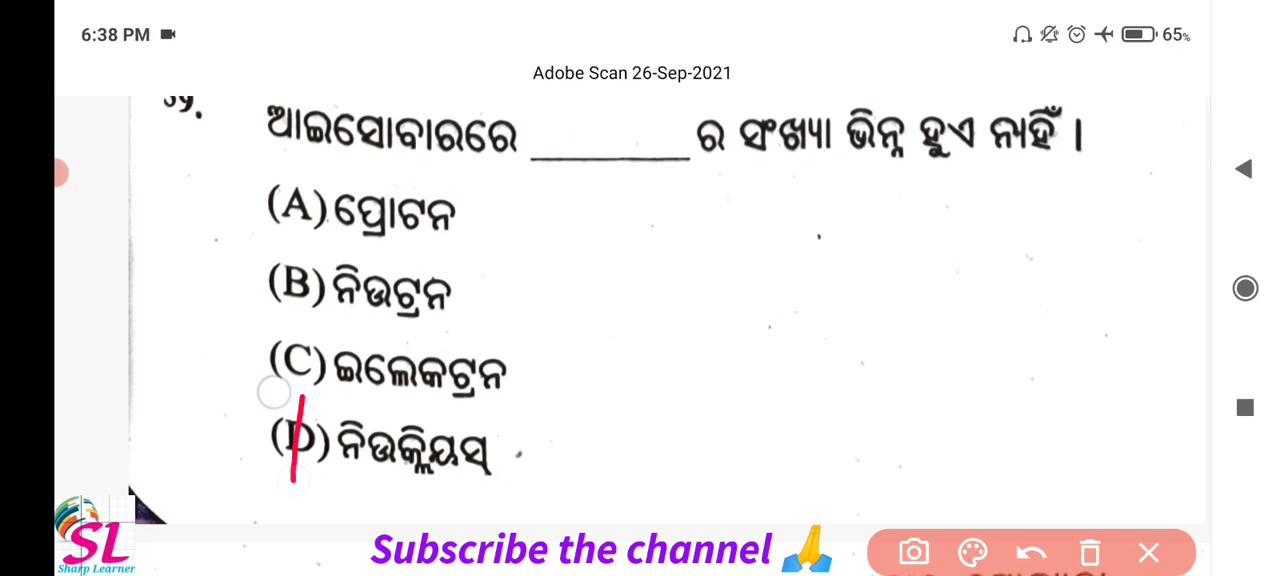 6:38 PM
65%
Adobe Scan 26-Sep-2021
ଆଇସୋବାରରେ ________ ର ସଂଖ୍ୟା ଭିନ୍ନ ହୁଏ ନାହିଁ ।
(A) ପ୍ରୋଟନ
(B) ନିଉଟ୍ରନ
(C) ଇଲେକଟ୍ରନ
(D) ନିଉକ୍ଲିୟସ୍
SL
Sharp Learner
Subscribe the channel 🙏